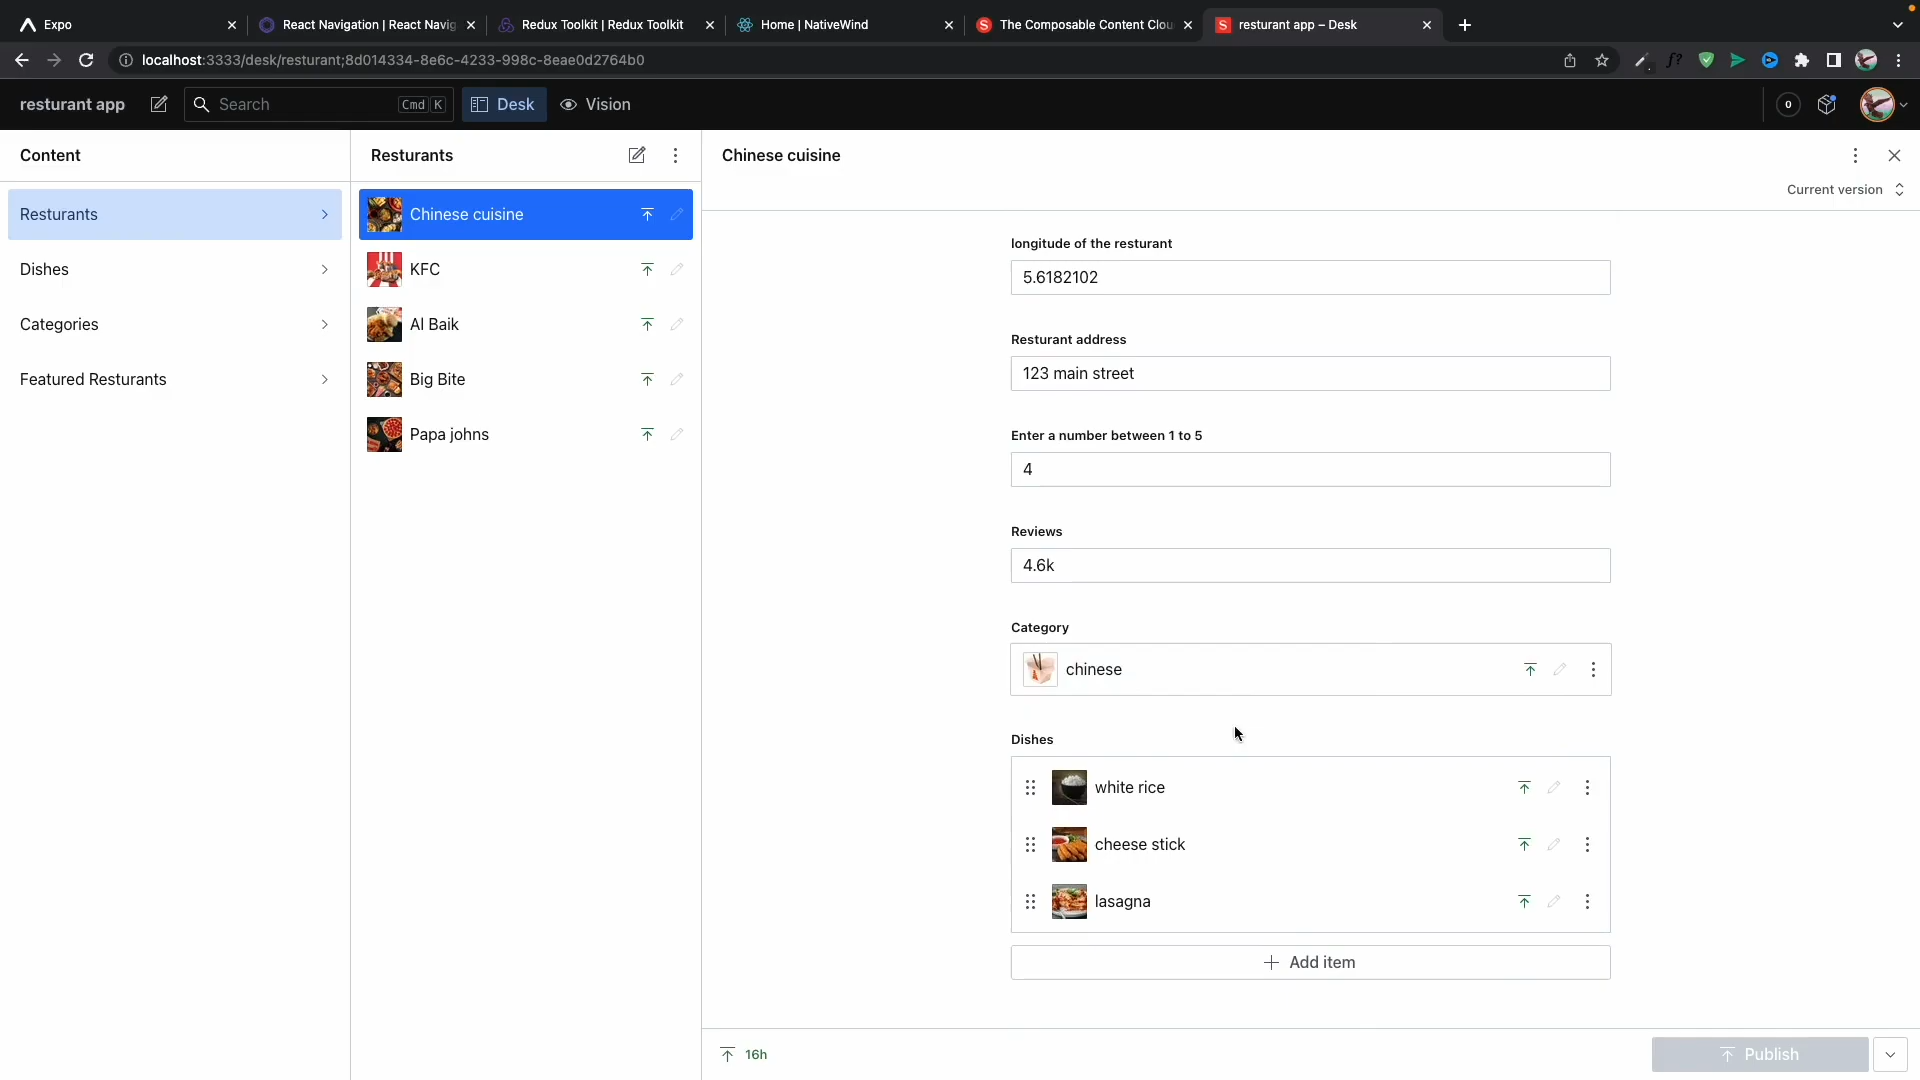 Expo
React Navigation | React Navig
Redux Toolkit | Redux Toolkit
Home | NativeWind
The Composable Content Clou
resturant app – Desk
localhost:3333/desk/resturant;8d014334-8e6c-4233-998c-8eae0d2764b0
f?
resturant app
Search
Cmd K
Desk
Vision
0
Content
Resturants
Dishes
Categories
Featured Resturants
Resturants
Chinese cuisine
KFC
Al Baik
Big Bite
Papa johns
Chinese cuisine
Current version
longitude of the resturant
5.6182102
Resturant address
123 main street
Enter a number between 1 to 5
4
Reviews
4.6k
Category
chinese
Dishes
white rice
cheese stick
lasagna
Add item
16h
Publish